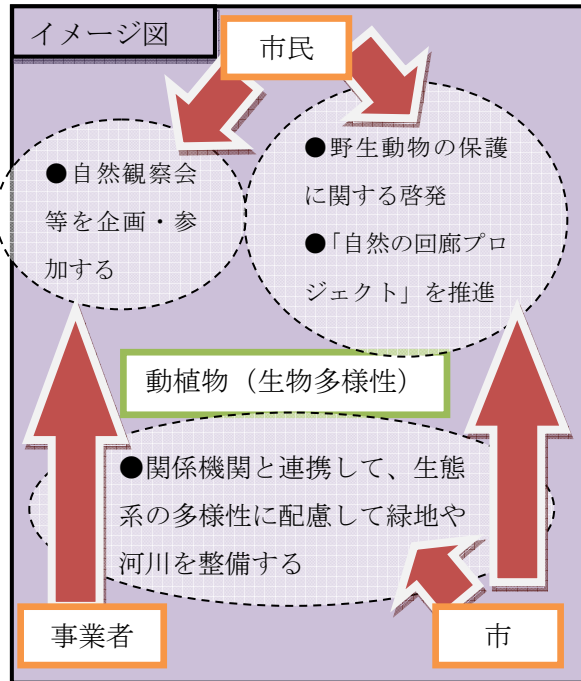 イメージ図
市民
●自然観察会
等を企画・参
加する
●野生動物の保護
に関する啓発
●「自然の回廊プロ
ジェクト」を推進
動植物（生物多様性）
●関係機関と連携して、生態
系の多様性に配慮して緑地や
河川を整備する
事業者
市